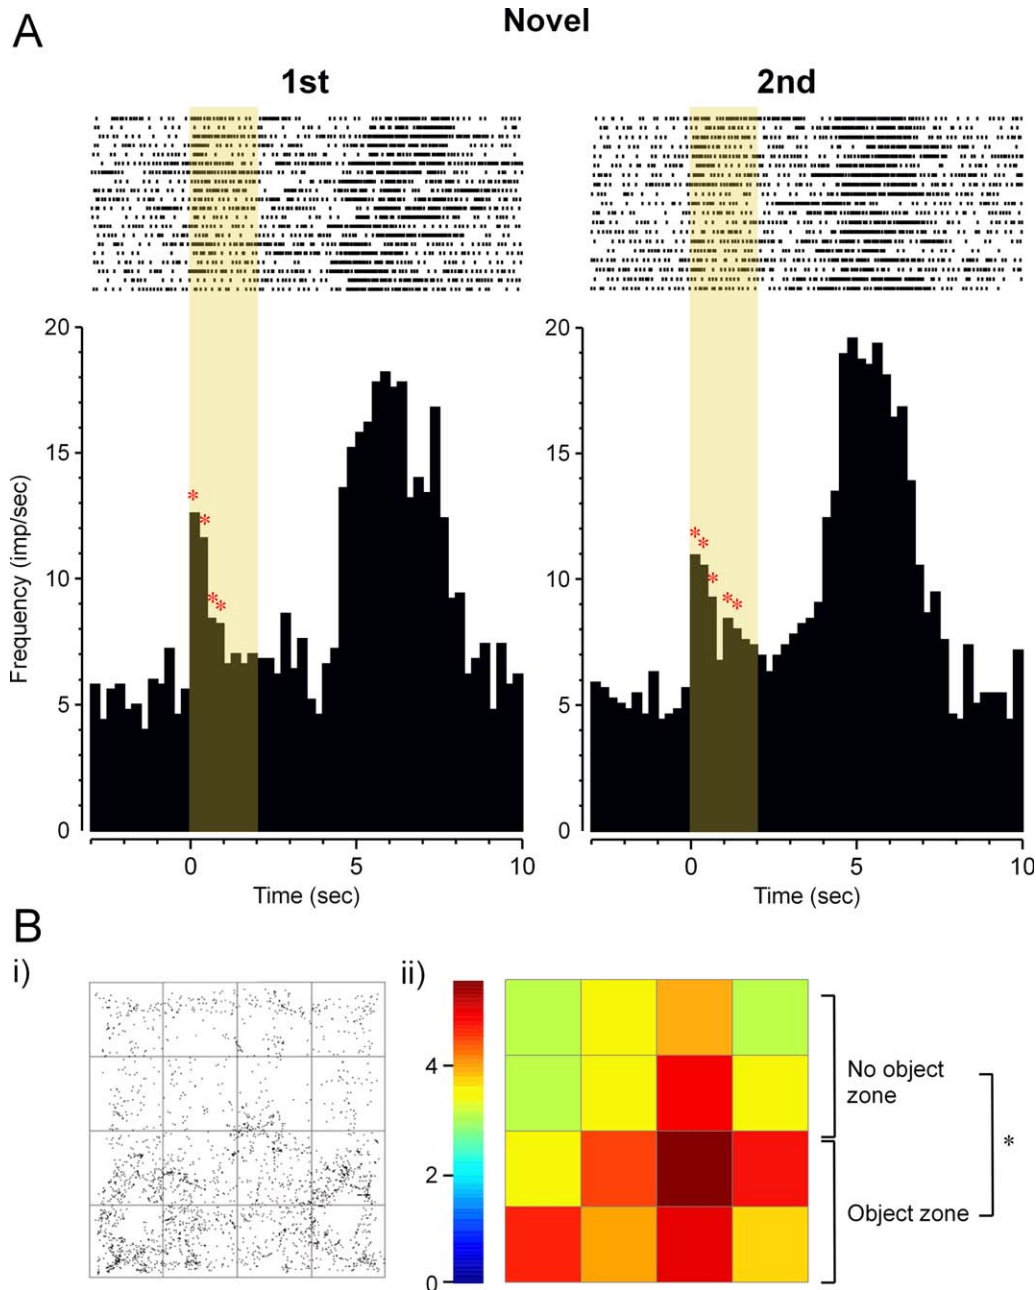 Novel
A
1st
2nd
20
15
10
5
0
Frequency (imp/sec)
* * * *
0 5 10
Time (sec)
20
15
10
5
0
* * * * *
0 5 10
Time (sec)
B
i)
ii)
4
2
0
No object
zone
Object zone
*